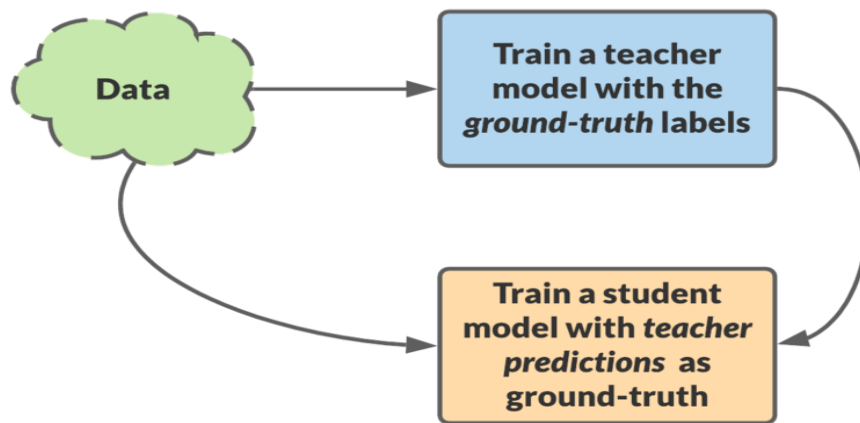 Data
Train a teacher
model with the
ground-truth labels
Train a student
model with teacher
predictions as
ground-truth